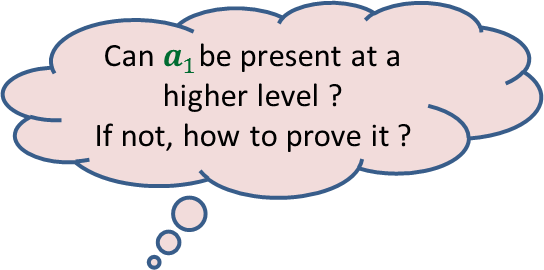 Can a₁ be present at a
higher level ?
If not, how to prove it ?